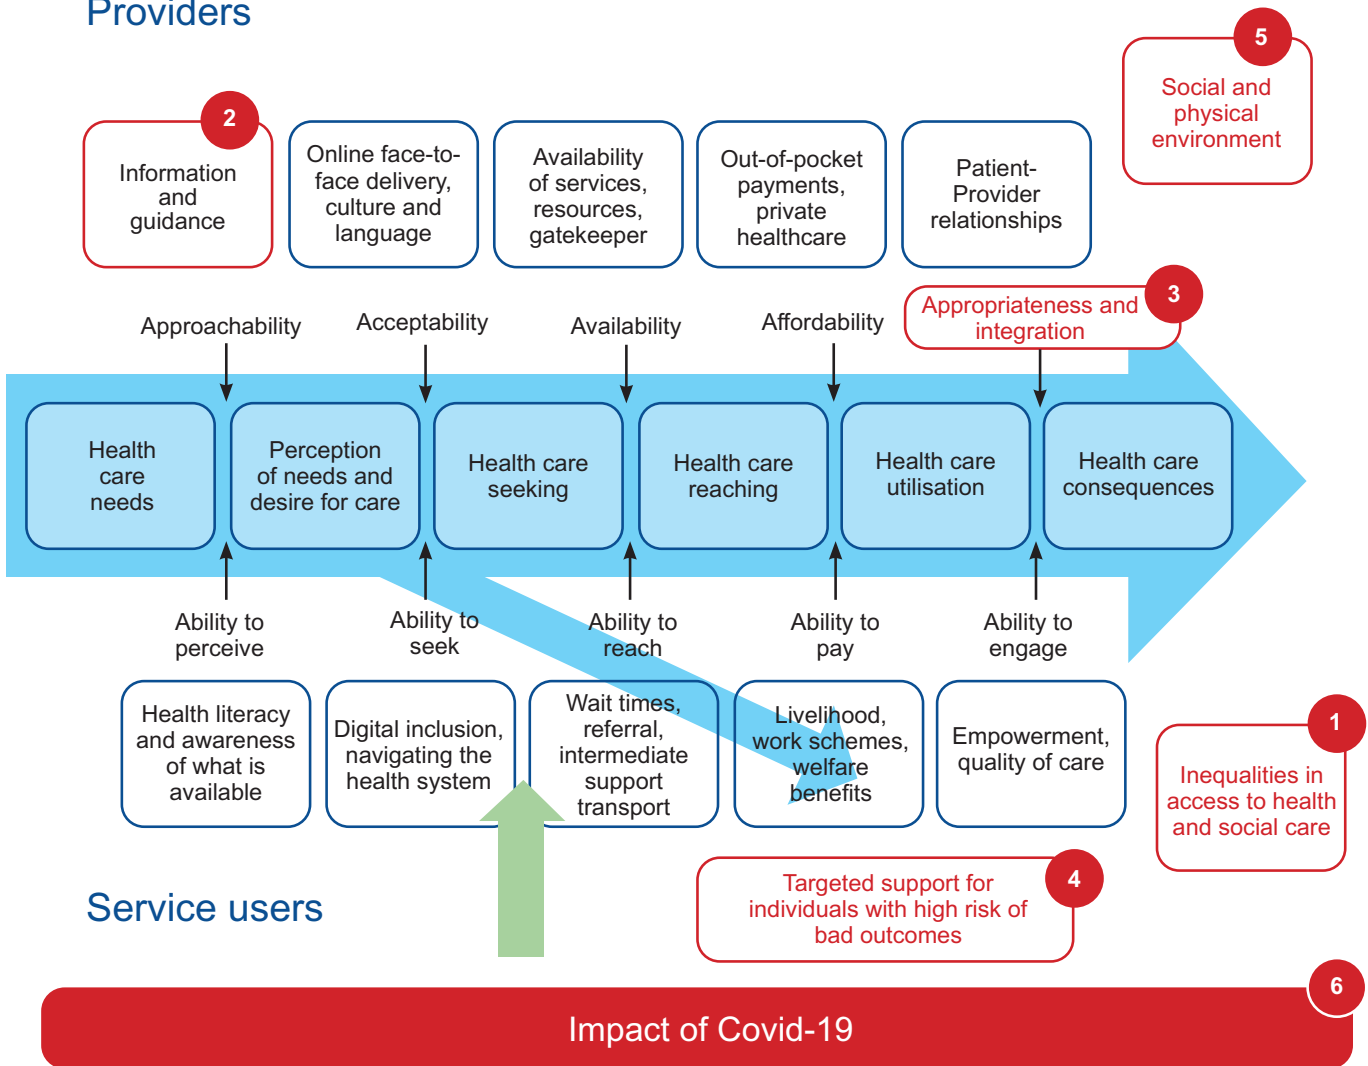 Providers
5
Social and
physical
environment
2
Information
and
guidance
Online face-to-
face delivery,
culture and
language
Availability
of services,
resources,
gatekeeper
Out-of-pocket
payments,
private
healthcare
Patient-
Provider
relationships
Approachability
Acceptability
Availability
Affordability
3
Appropriateness and
integration
Health
care
needs
Perception
of needs and
desire for care
Health care
seeking
Health care
reaching
Health care
utilisation
Health care
consequences
Ability to
perceive
Ability to
seek
Ability to
reach
Ability to
pay
Ability to
engage
Health literacy
and awareness
of what is
available
Digital inclusion,
navigating the
health system
Wait times,
referral,
intermediate
support
transport
Livelihood,
work schemes,
welfare
benefits
Empowerment,
quality of care
1
Inequalities in
access to health
and social care
Service users
4
Targeted support for
individuals with high risk of
bad outcomes
6
Impact of Covid-19